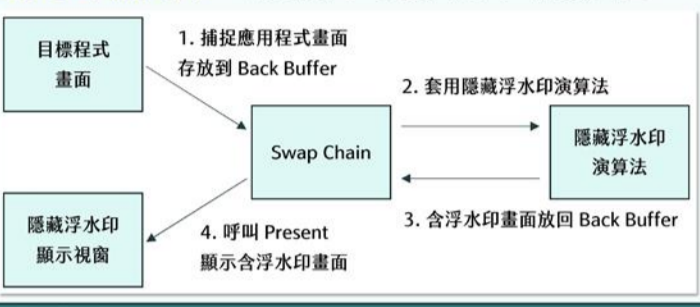 目標程式
畫面
1. 捕捉應用程式畫面
存放到 Back Buffer
2. 套用隱藏浮水印演算法
Swap Chain
隱藏浮水印
演算法
3. 含浮水印畫面放回 Back Buffer
隱藏浮水印
顯示視窗
4. 呼叫 Present
顯示含浮水印畫面